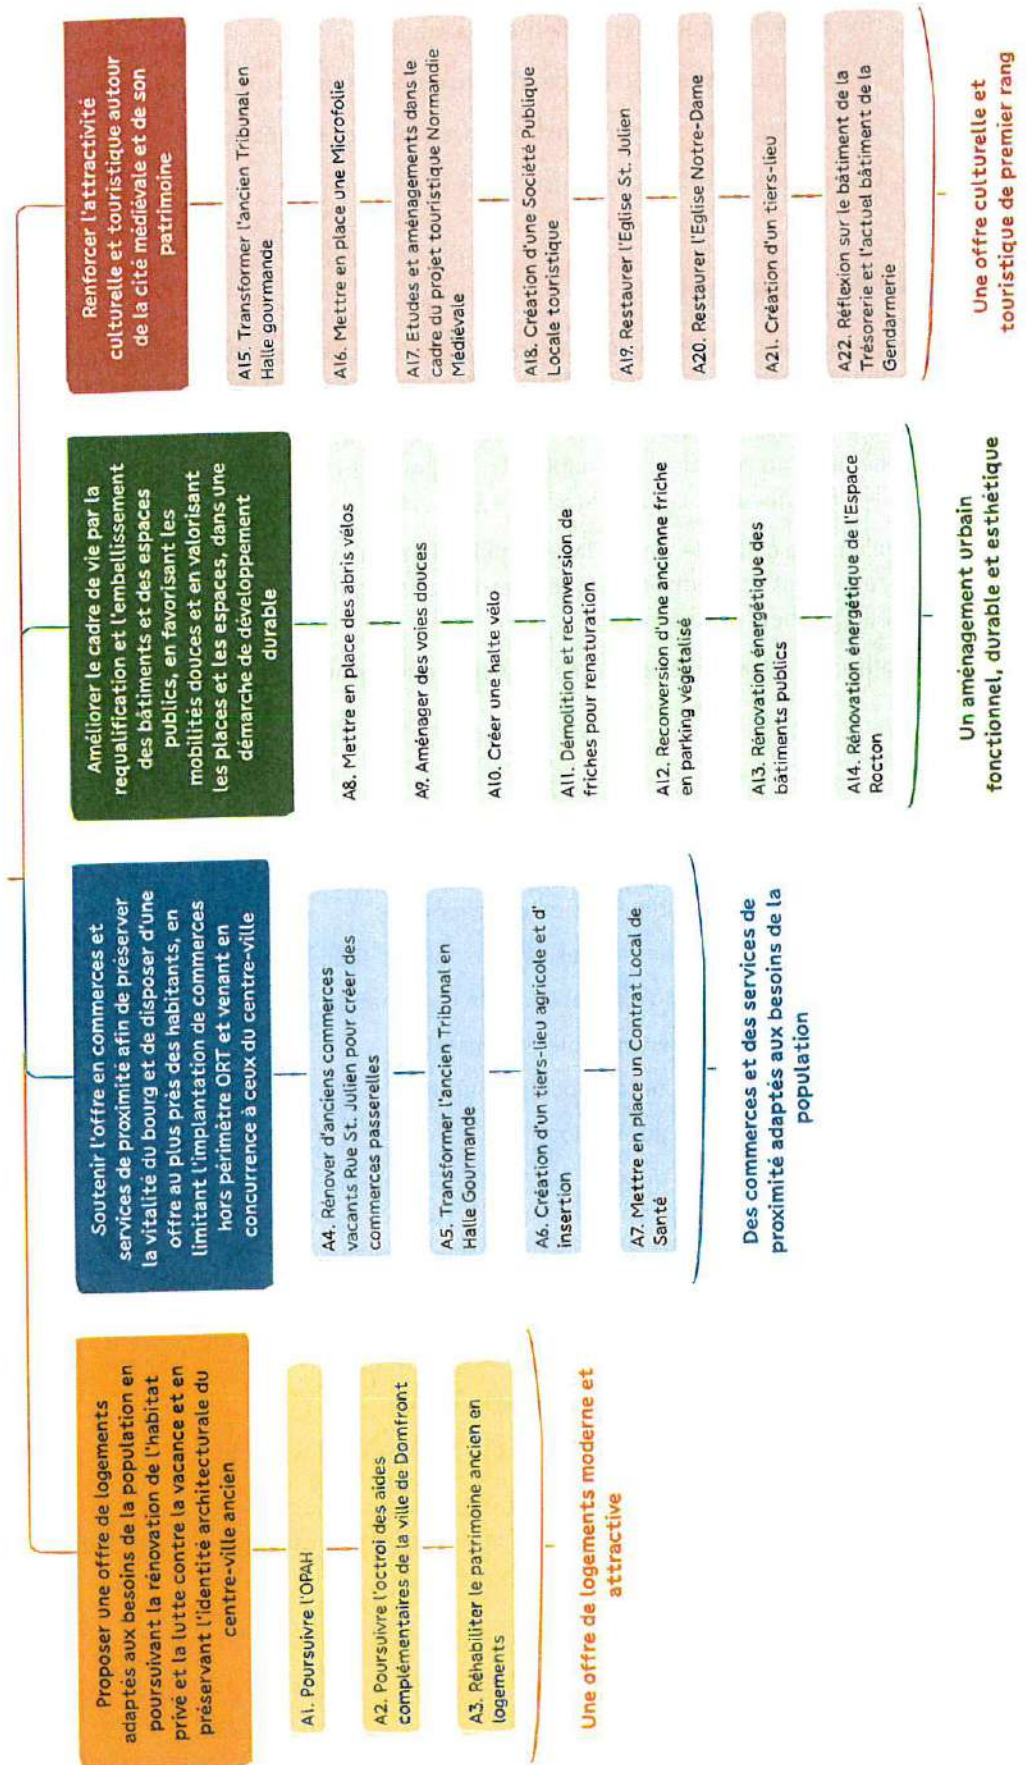 Proposer une offre de logements
adaptés aux besoins de la population en
poursuivant la rénovation de l'habitat
privé et la lutte contre la vacance et en
préservant l'identité architecturale du
centre-ville ancien
A1. Poursuivre l'OPAH
A2. Poursuivre l'octroi des aides
complémentaires de la ville de Domfront
A3. Réhabiliter le patrimoine ancien en
logements
Une offre de logements moderne et
attractive
Soutenir l'offre en commerces et
services de proximité afin de préserver
la vitalité du bourg et de disposer d'une
offre au plus près des habitants, en
limitant l'implantation de commerces
hors périmètre ORT et venant en
concurrence à ceux du centre-ville
A4. Rénover d'anciens commerces
vacants Rue St. Julien pour créer des
commerces passerelles
A5. Transformer l'ancien Tribunal en
Halle Gourmande
A6. Création d'un tiers-lieu agricole et d'
insertion
A7. Mettre en place un Contrat Local de
Santé
Des commerces et des services de
proximité adaptés aux besoins de la
population
Améliorer le cadre de vie par la
requalification et l'embellissement
des bâtiments et des espaces
publics, en favorisant les
mobilités douces et en valorisant
les places et les espaces, dans une
démarche de développement
durable
A8. Mettre en place des abris vélos
A9. Aménager des voies douces
A10. Créer une halte vélo
A11. Démolition et reconversion de
friches pour renaturation
A12. Reconversion d'une ancienne friche
en parking végétalisé
A13. Rénovation énergétique des
bâtiments publics
A14. Rénovation énergétique de l'Espace
Rocton
Un aménagement urbain
fonctionnel, durable et esthétique
Renforcer l'attractivité
culturelle et touristique autour
de la cité médiévale et de son
patrimoine
A15. Transformer l'ancien Tribunal en
Halle gourmande
A16. Mettre en place une Microfolie
A17. Etudes et aménagements dans le
cadre du projet touristique Normandie
Médiévale
A18. Création d'une Société Publique
Locale touristique
A19. Restaurer l'Eglise St. Julien
A20. Restaurer l'Eglise Notre-Dame
A21. Création d'un tiers-lieu
A22. Réflexion sur le bâtiment de la
Trésorerie et l'actuel bâtiment de la
Gendarmerie
Une offre culturelle et
touristique de premier rang